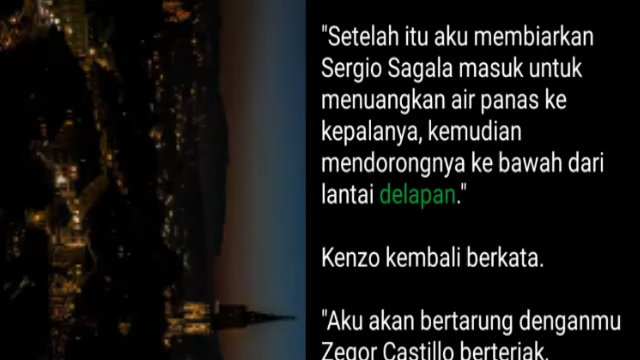 "Setelah itu aku membiarkan
Sergio Sagala masuk untuk
menuangkan air panas ke
kepalanya, kemudian
mendorongnya ke bawah dari
lantai delapan."
Kenzo kembali berkata.
"Aku akan bertarung denganmu
Zegor Castillo berteriak.